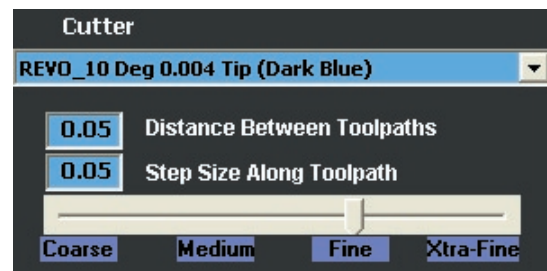 Cutter
REVO_10 Deg 0.004 Tip (Dark Blue)
0.05 Distance Between Toolpaths
0.05 Step Size Along Toolpath
Coarse Medium Fine Xtra-Fine